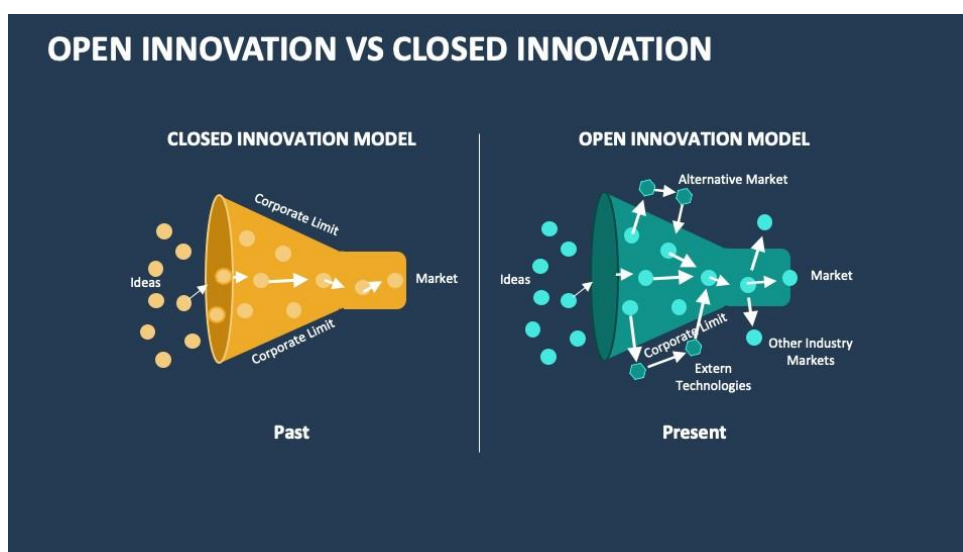 OPEN INNOVATION VS CLOSED INNOVATION
CLOSED INNOVATION MODEL
Corporate Limit
Ideas
Market
Corporate Limit
Past
OPEN INNOVATION MODEL
Alternative Market
Ideas
Market
Corporate Limit
Other Industry
Markets
Extern
Technologies
Present